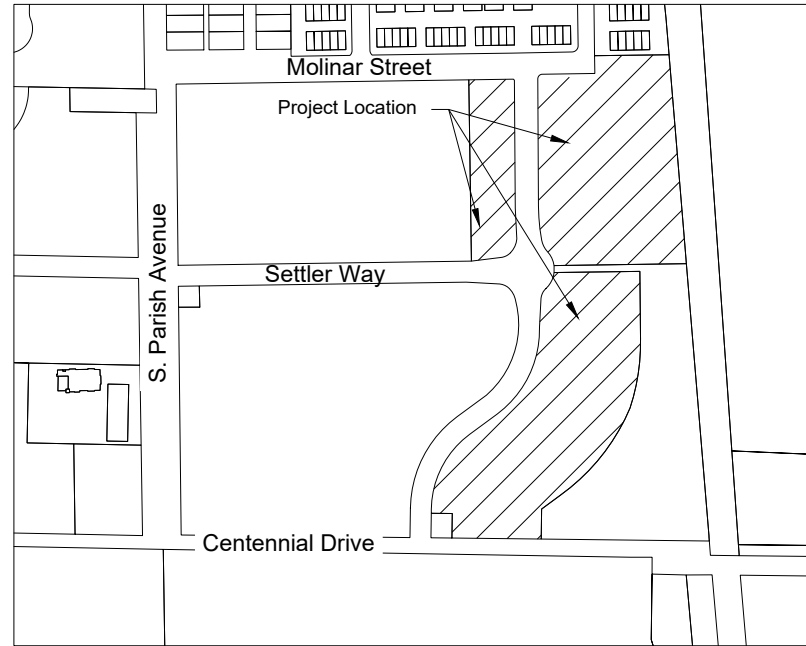 Molinar Street
Project Location
S. Parish Avenue
Settler Way
Centennial Drive